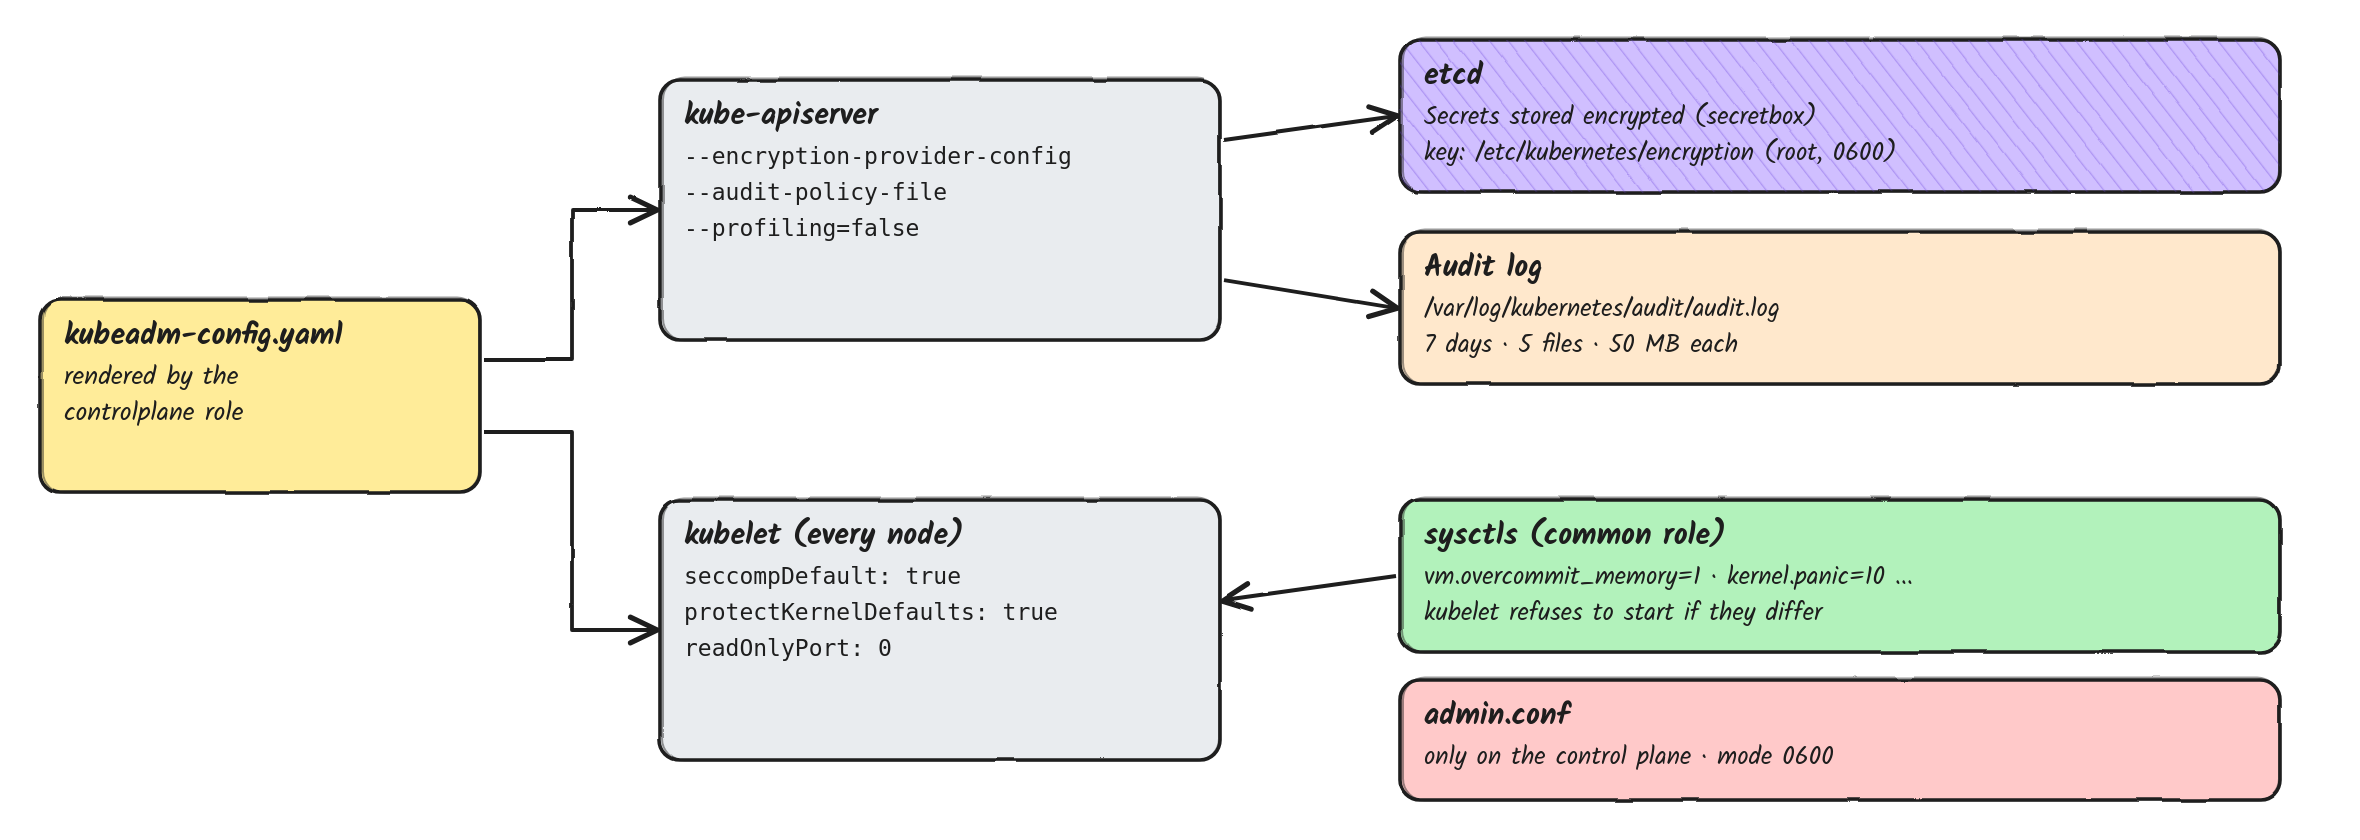 kubeadm-config.yaml
rendered by the
controlplane role
kube-apiserver
--encryption-provider-config
--audit-policy-file
--profiling=false
etcd
Secrets stored encrypted (secretbox)
key: /etc/kubernetes/encryption (root, 0600)
Audit log
/var/log/kubernetes/audit/audit.log
7 days · 5 files · 50 MB each
kubelet (every node)
seccompDefault: true
protectKernelDefaults: true
readOnlyPort: 0
sysctls (common role)
vm.overcommit_memory=1 · kernel.panic=10 ...
kubelet refuses to start if they differ
admin.conf
only on the control plane · mode 0600